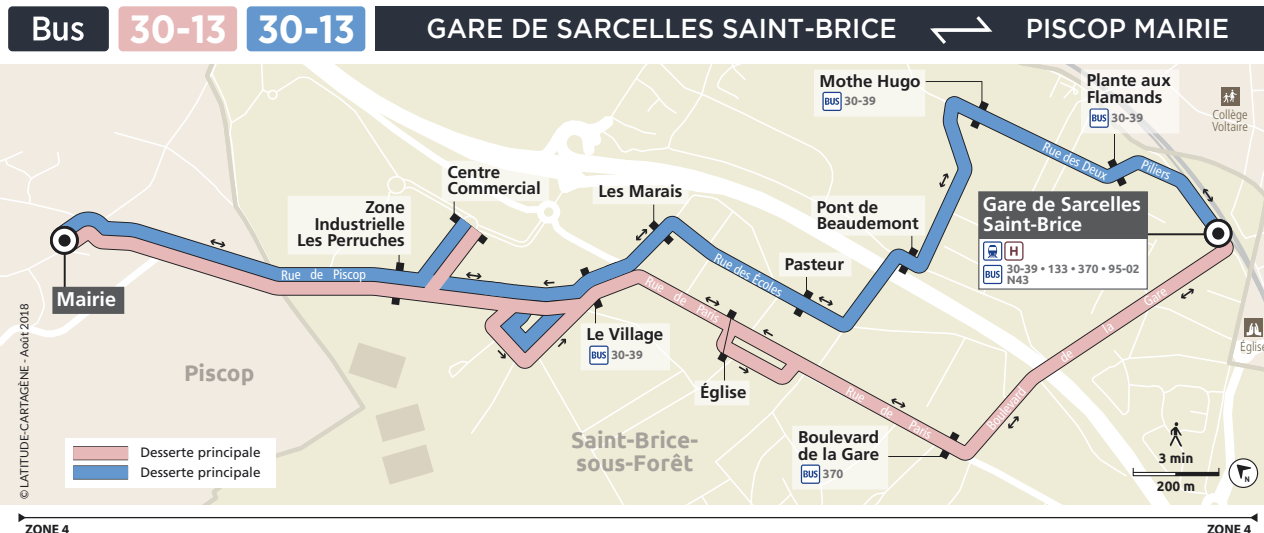 Bus 30-13 30-13 GARE DE SARCELLES SAINT-BRICE PISCOP MAIRIE
Mothe Hugo
BUS 30-39
Plante aux
Flamands
BUS 30-39
Collège
Voltaire
Rue des Deux Piliers
Centre
Commercial
Les Marais
Zone
Industrielle
Les Perruches
Pont de
Beaudemont
Gare de Sarcelles
Saint-Brice
H
BUS 30-39 • 133 • 370 • 95-02
N43
Pasteur
Rue des Écoles
Rue de Piscop
Mairie
Rue de Paris
Le Village
BUS 30-39
Église
Boulevard de la Gare
Église
Piscop
Rue de Paris
Saint-Brice-
sous-Forêt
Boulevard
de la Gare
BUS 370
Desserte principale
Desserte principale
3 min
200 m
N
© LATITUDE-CARTAGÈNE - Août 2018
ZONE 4
ZONE 4